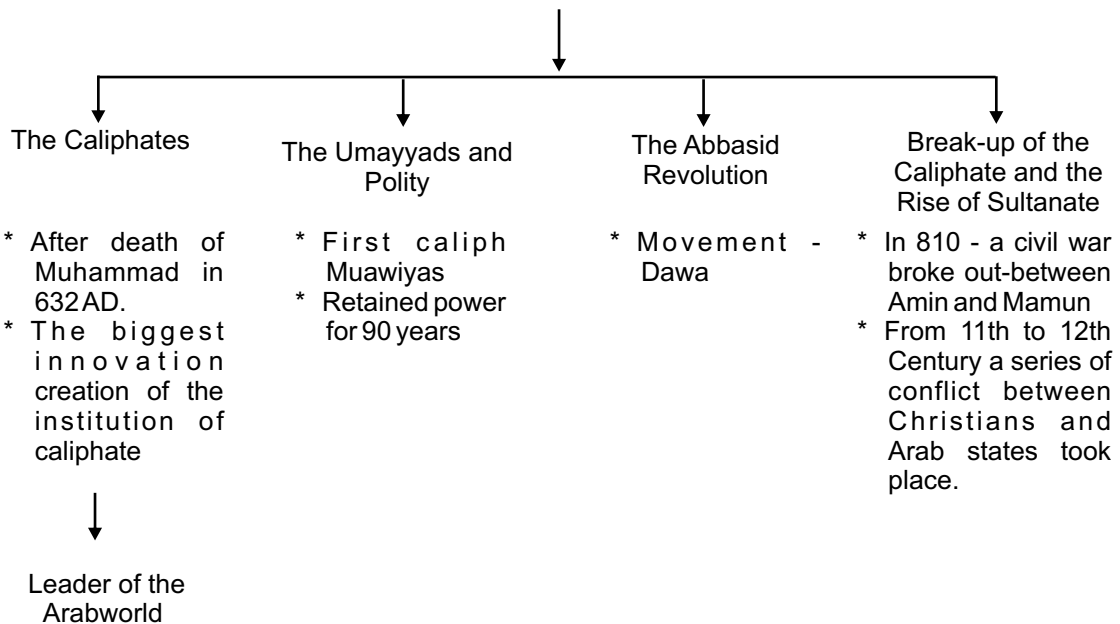 The Caliphates
* After death of
Muhammad in
632 AD.
* The biggest
innovation
creation of the
institution of
caliphate
Leader of the
Arabworld
The Umayyads and
Polity
* First caliph
Muawiyas
* Retained power
for 90 years
The Abbasid
Revolution
* Movement -
Dawa
Break-up of the
Caliphate and the
Rise of Sultanate
* In 810 - a civil war
broke out-between
Amin and Mamun
* From 11th to 12th
Century a series of
conflict between
Christians and
Arab states took
place.